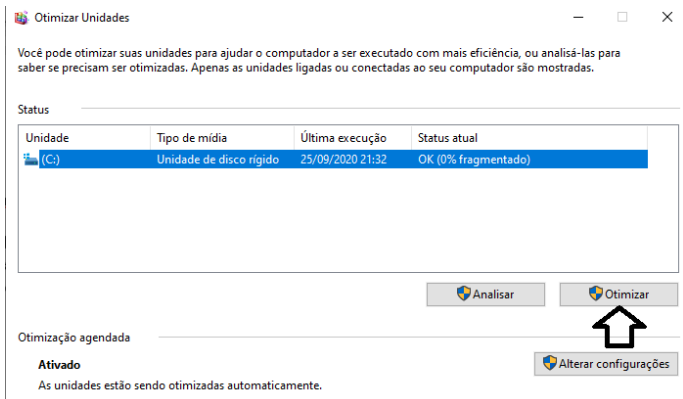 Otimizar Unidades
Você pode otimizar suas unidades para ajudar o computador a ser executado com mais eficiência, ou analisá-las para
saber se precisam ser otimizadas. Apenas as unidades ligadas ou conectadas ao seu computador são mostradas.
Status
Unidade Tipo de mídia Última execução Status atual
(C:) Unidade de disco rígido 25/09/2020 21:32 OK (0% fragmentado)
Analisar Otimizar
Otimização agendada
Ativado Alterar configurações
As unidades estão sendo otimizadas automaticamente.